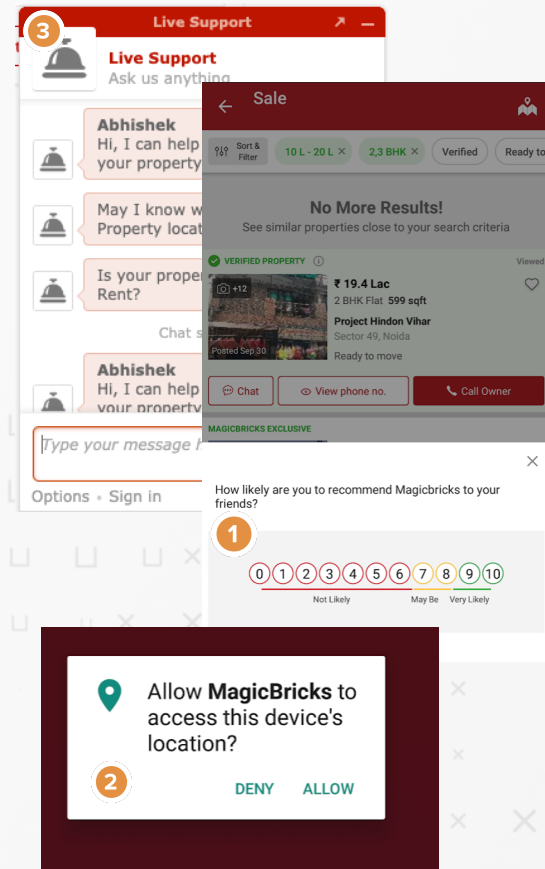 3
Live Support
Live Support
Ask us anything
Abhishek
Hi, I can help
your property
May I know w
Property locat
Is your prope
Rent?
Chat s
Abhishek
Hi, I can help
your property
Type your message h
Options • Sign in
Sale
Sort &
Filter
10 L - 20 L ×
2,3 BHK ×
Verified
Ready to
No More Results!
See similar properties close to your search criteria
VERIFIED PROPERTY
Viewed
+12
Posted Sep 30
₹ 19.4 Lac
2 BHK Flat 599 sqft
Project Hindon Vihar
Sector 49, Noida
Ready to move
Chat
View phone no.
Call Owner
MAGICBRICKS EXCLUSIVE
How likely are you to recommend Magicbricks to your
friends?
1
0 1 2 3 4 5 6 7 8 9 10
Not Likely May Be Very Likely
Allow MagicBricks to
access this device's
location?
2
DENY ALLOW